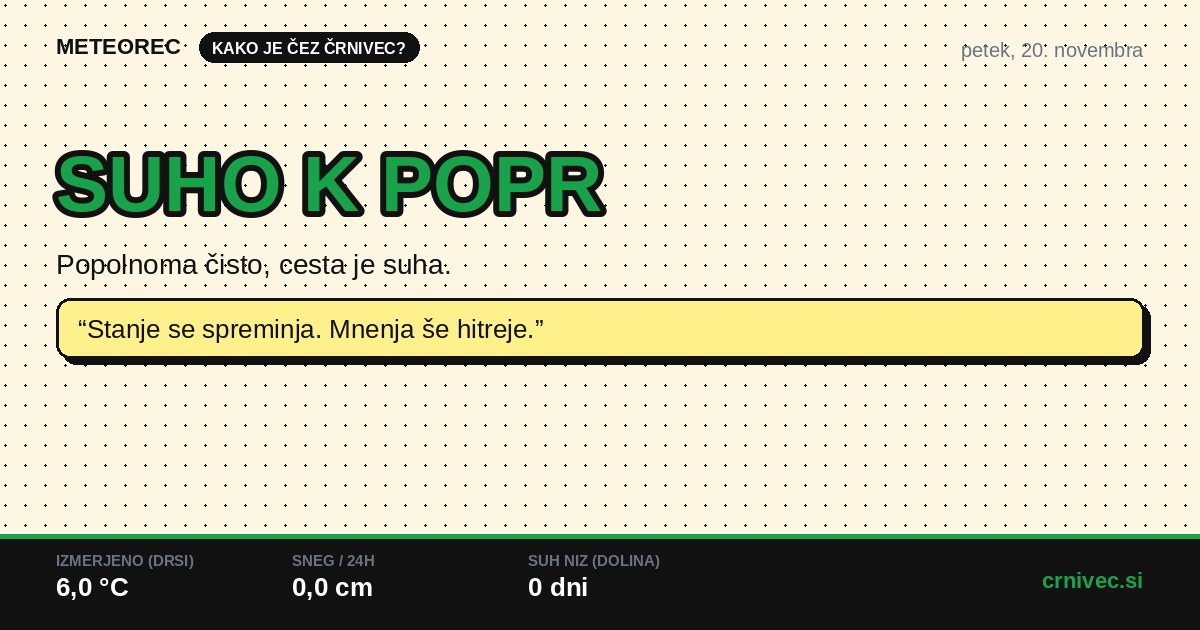 METEOREC KAKO JE ČEZ ČRNIVEC? petek, 20. novembra
SUHO K POPR
Popolnoma čisto, cesta je suha.
“Stanje se spreminja. Mnenja še hitreje.”
IZMERJENO (DRSI) SNEG / 24H SUH NIZ (DOLINA)
6,0 °C 0,0 cm 0 dni
crnivec.si